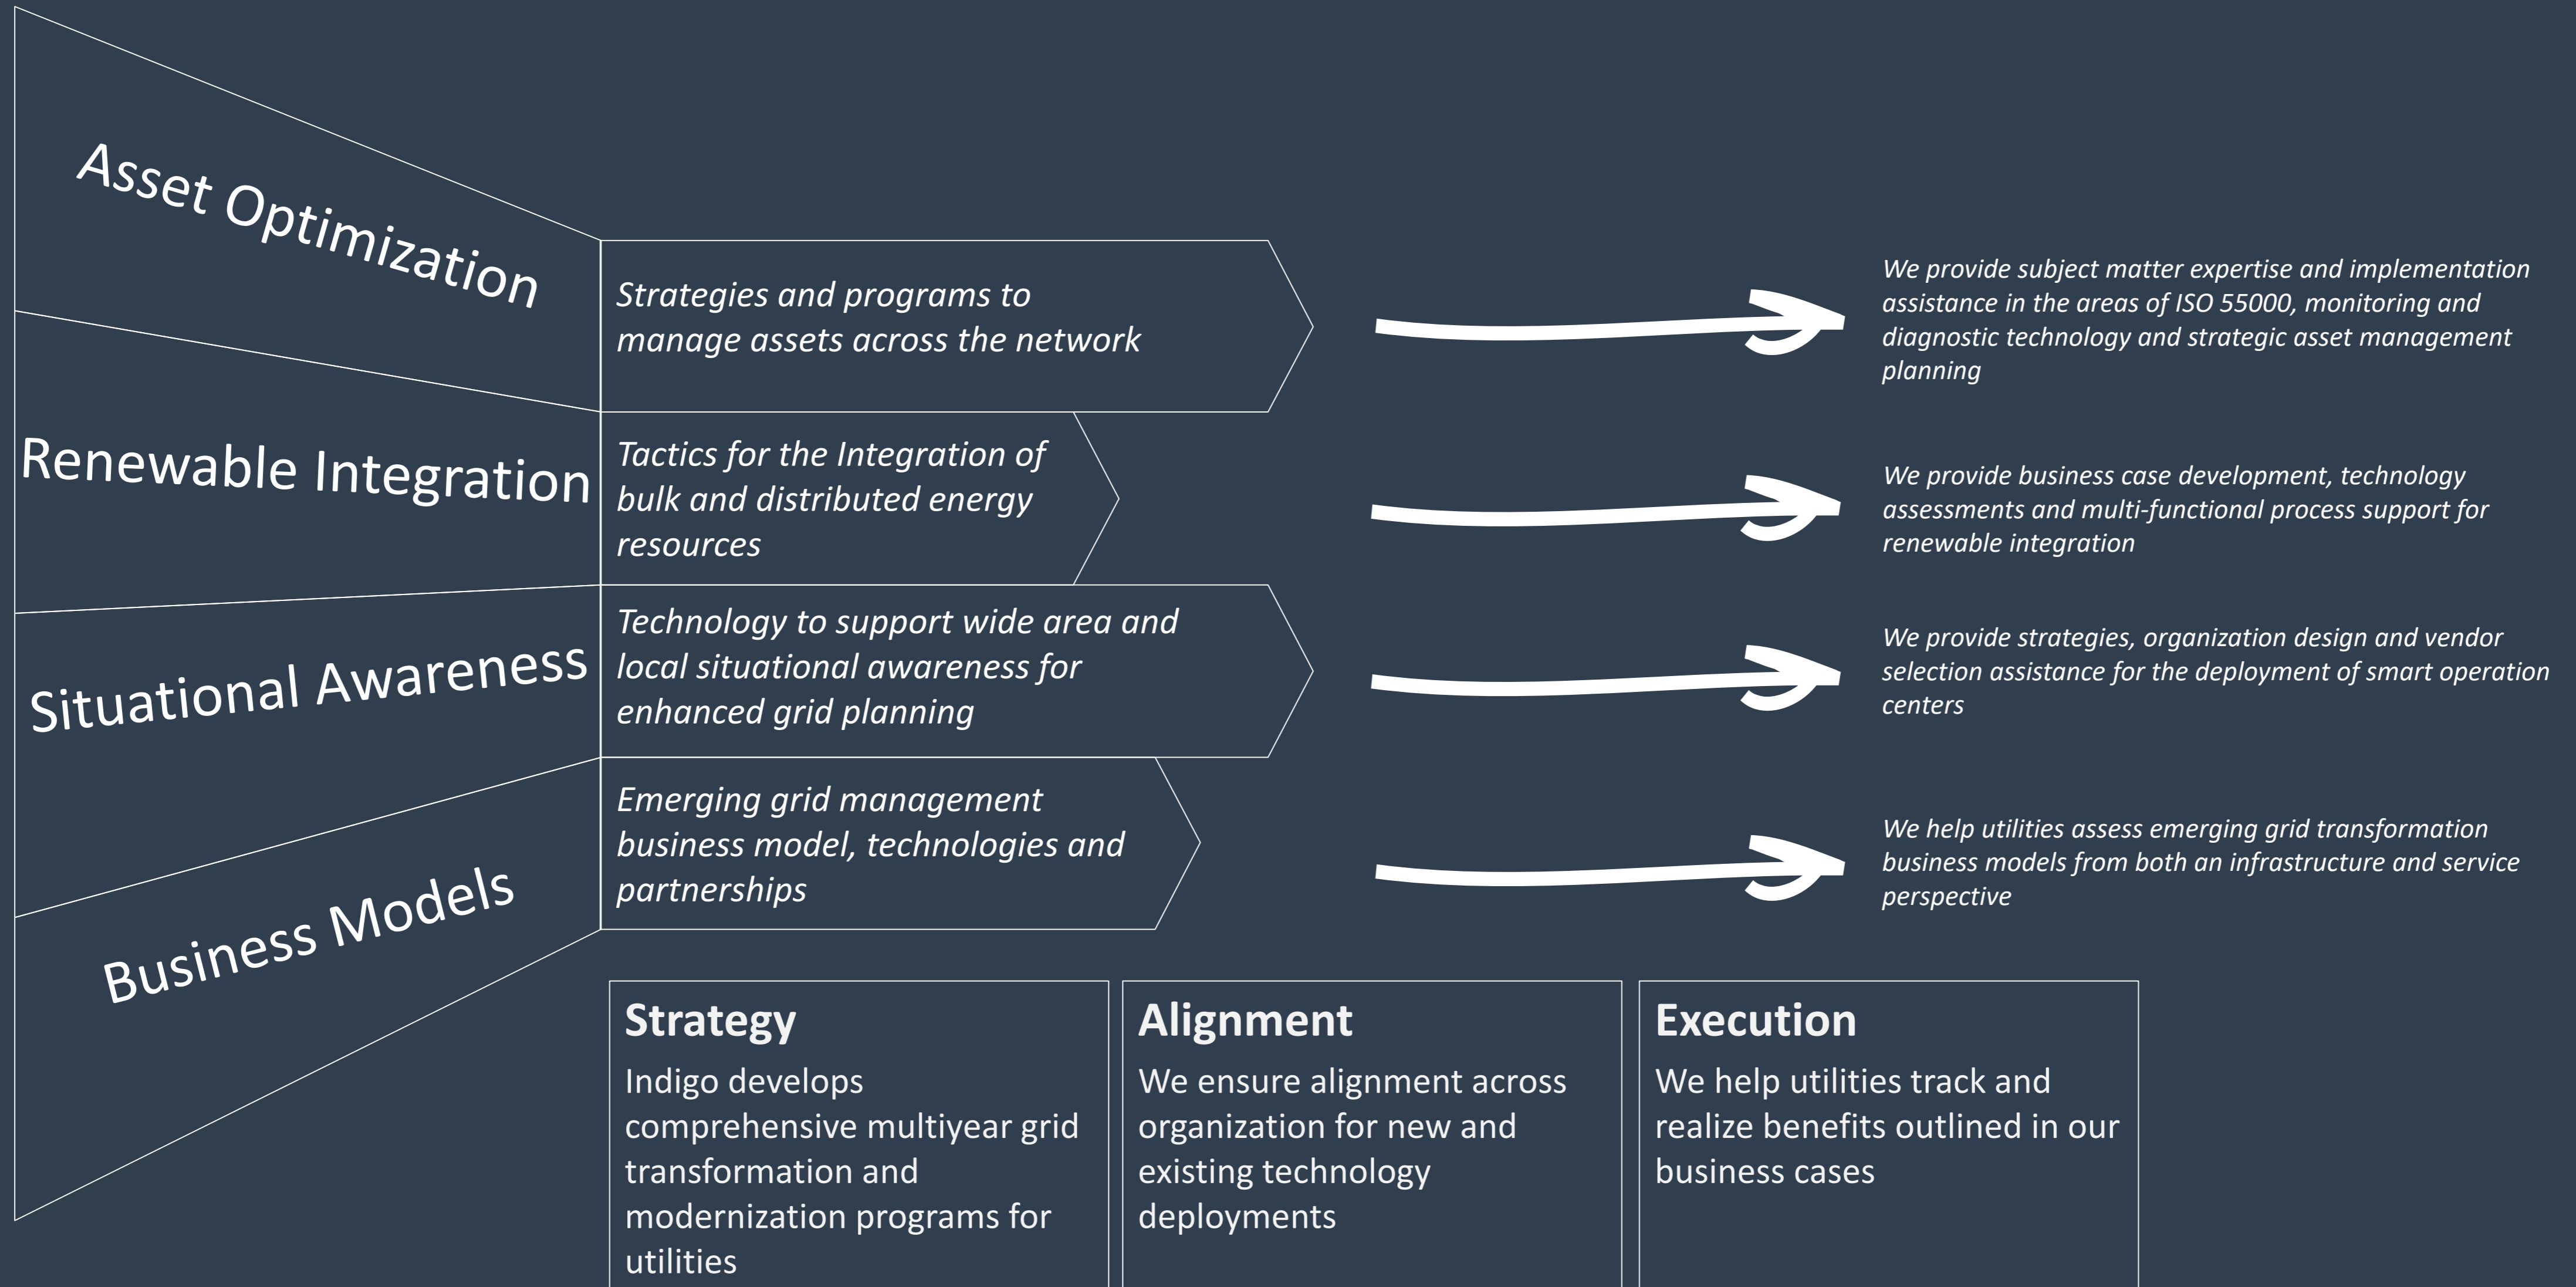 Asset Optimization
Strategies and programs to
manage assets across the network
We provide subject matter expertise and implementation
assistance in the areas of ISO 55000, monitoring and
diagnostic technology and strategic asset management
planning
Renewable Integration
Tactics for the Integration of
bulk and distributed energy
resources
We provide business case development, technology
assessments and multi-functional process support for
renewable integration
Situational Awareness
Technology to support wide area and
local situational awareness for
enhanced grid planning
We provide strategies, organization design and vendor
selection assistance for the deployment of smart operation
centers
Business Models
Emerging grid management
business model, technologies and
partnerships
We help utilities assess emerging grid transformation
business models from both an infrastructure and service
perspective
Strategy
Indigo develops
comprehensive multiyear grid
transformation and
modernization programs for
utilities
Alignment
We ensure alignment across
organization for new and
existing technology
deployments
Execution
We help utilities track and
realize benefits outlined in our
business cases